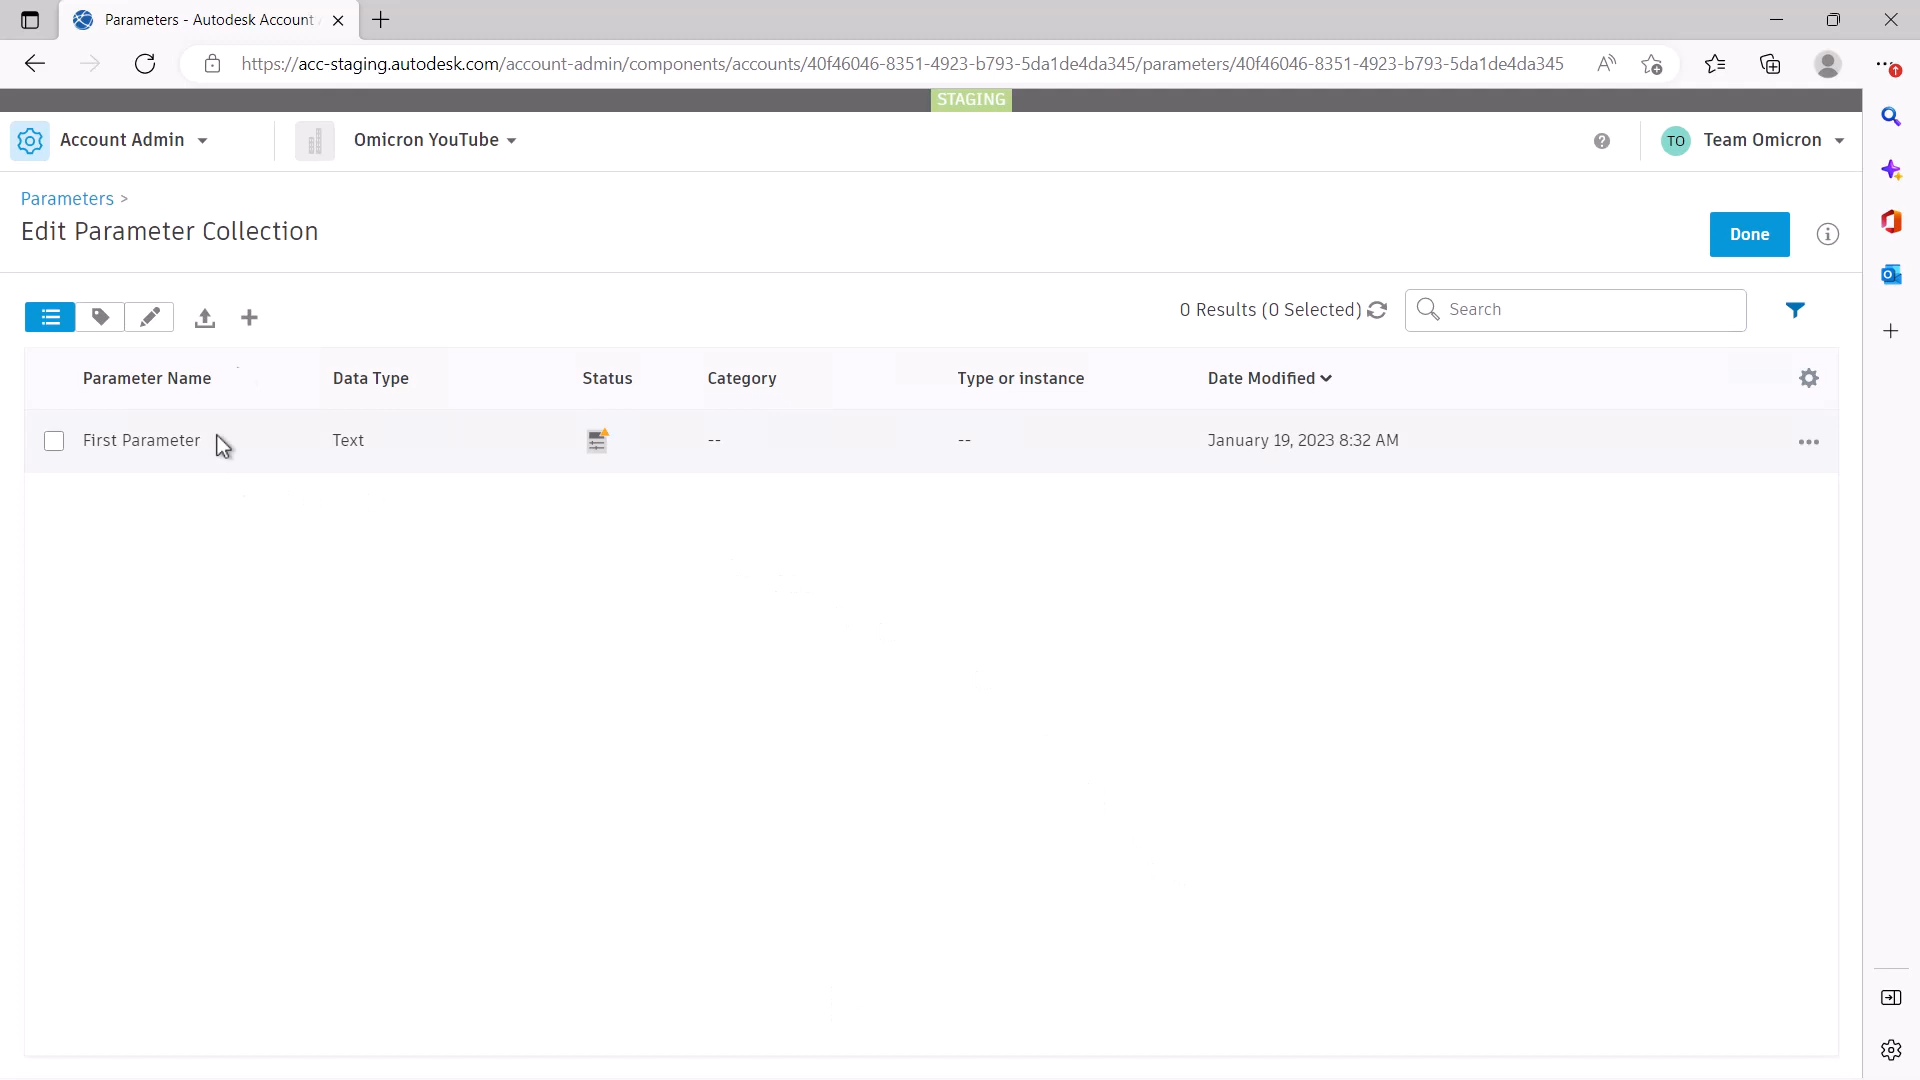 Parameters - Autodesk Account
https://acc-staging.autodesk.com/account-admin/components/accounts/40f46046-8351-4923-b793-5da1de4da345/parameters/40f46046-8351-4923-b793-5da1de4da345
STAGING
Account Admin
Omicron YouTube
TO Team Omicron
Parameters >
Edit Parameter Collection
Done
0 Results (0 Selected)
Search
Parameter Name Data Type Status Category Type or instance Date Modified
First Parameter Text -- -- January 19, 2023 8:32 AM